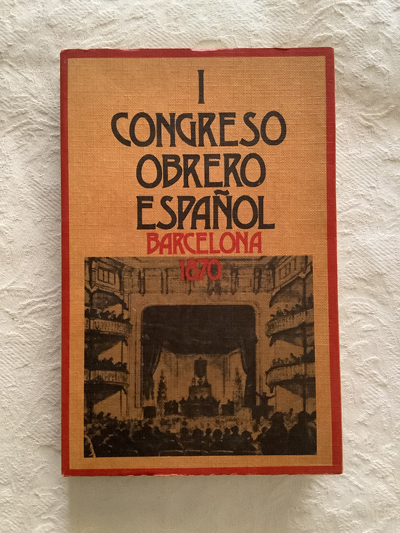 I
CONGRESO
OBRERO
ESPAÑOL
BARCELONA
1870